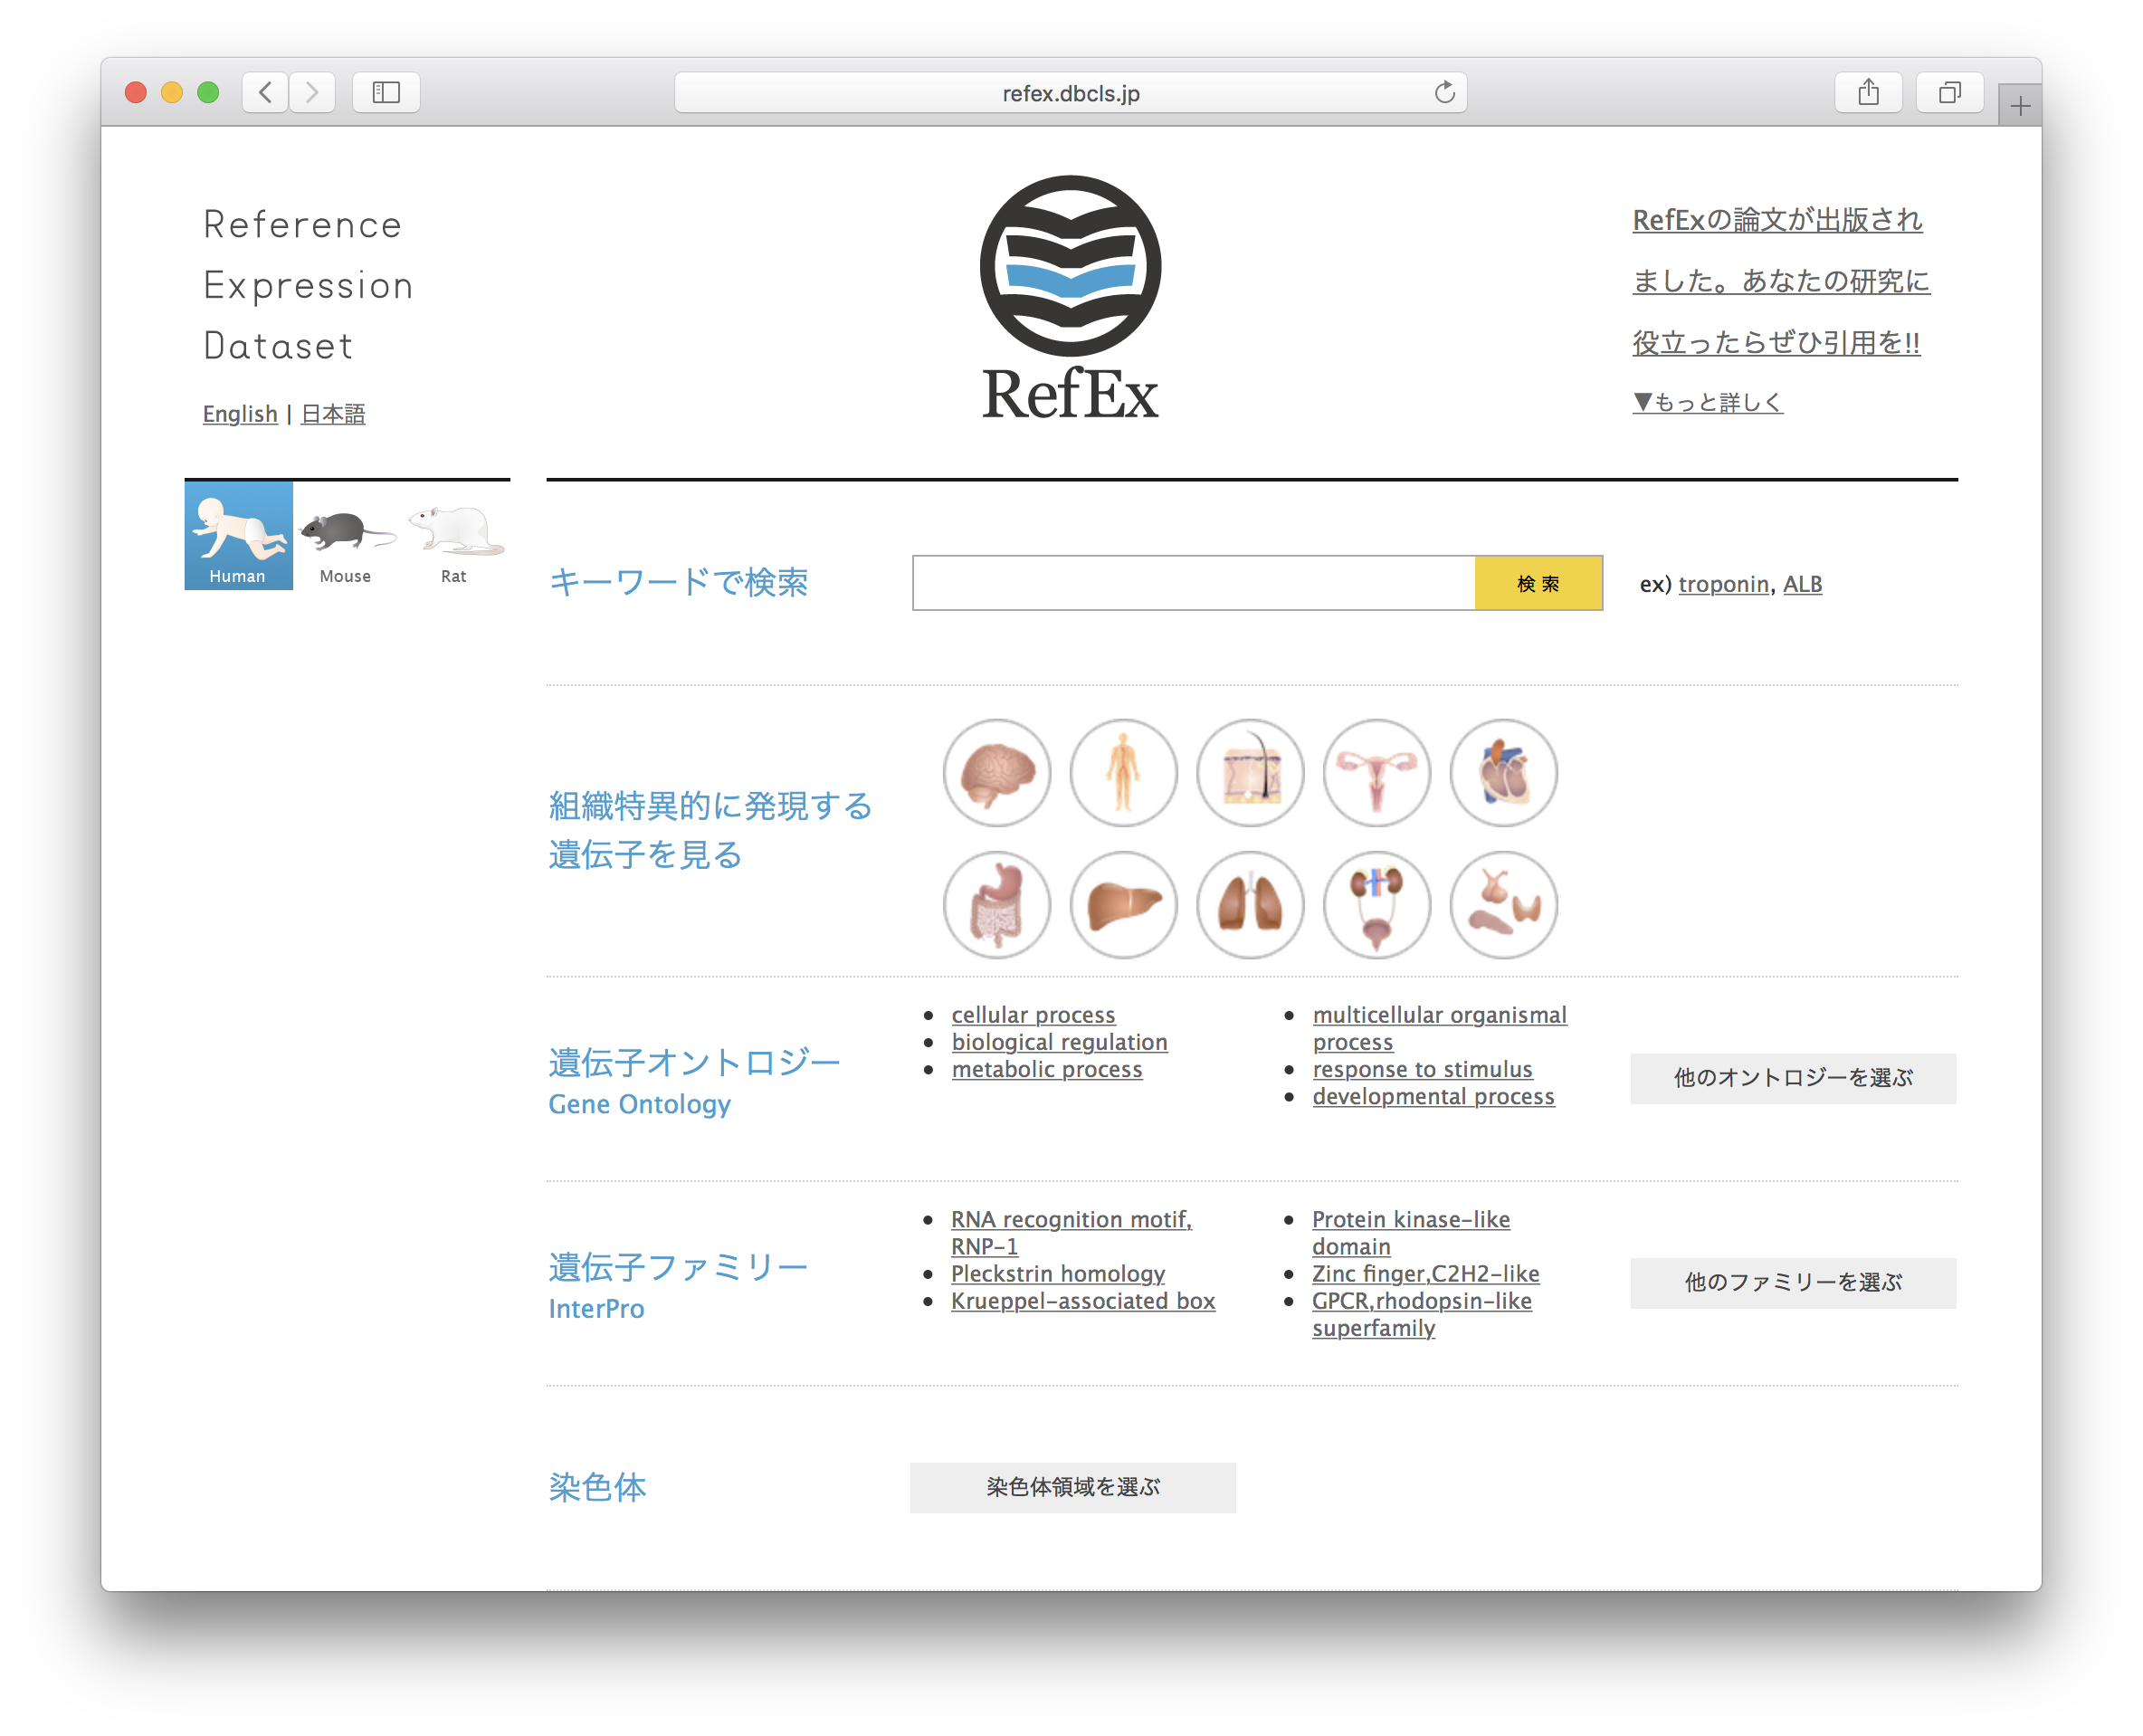 refex.dbcls.jp
Reference
Expression
Dataset
English | 日本語
RefEx
RefExの論文が出版され
ました。あなたの研究に
役立ったらぜひ引用を!!
▼もっと詳しく
Human
Mouse
Rat
キーワードで検索
検 索
ex) troponin, ALB
組織特異的に発現する
遺伝子を見る
遺伝子オントロジー
Gene Ontology
cellular process
biological regulation
metabolic process
multicellular organismal
process
response to stimulus
developmental process
他のオントロジーを選ぶ
遺伝子ファミリー
InterPro
RNA recognition motif,
RNP-1
Pleckstrin homology
Krueppel-associated box
Protein kinase-like
domain
Zinc finger,C2H2-like
GPCR,rhodopsin-like
superfamily
他のファミリーを選ぶ
染色体
染色体領域を選ぶ